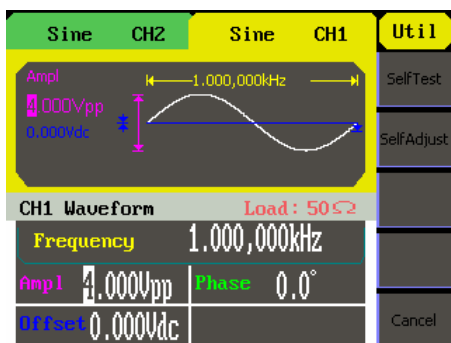 Sine CH2 Sine CH1 Util
Ampl
1.000,000kHz
4.000Vpp
0.000Vdc
SelfTest
SelfAdjust
CH1 Waveform Load: 50Ω
Frequency 1.000,000kHz
Ampl 4.000Vpp Phase 0.0°
Offset 0.000Vdc
Cancel